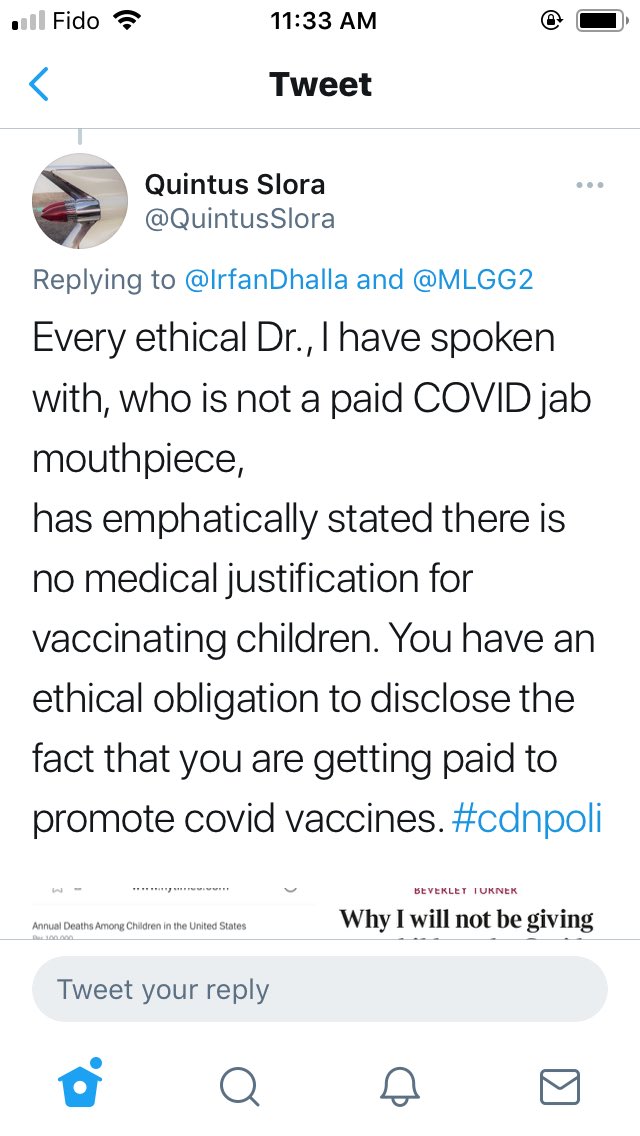 Fido
11:33 AM
Tweet
Quintus Slora
@QuintusSlora
Replying to @IrfanDhalla and @MLGG2
Every ethical Dr., I have spoken
with, who is not a paid COVID jab
mouthpiece,
has emphatically stated there is
no medical justification for
vaccinating children. You have an
ethical obligation to disclose the
fact that you are getting paid to
promote covid vaccines. #cdnpoli
BEVERLEY TURNER
Annual Deaths Among Children in the United States
Why I will not be giving
Tweet your reply